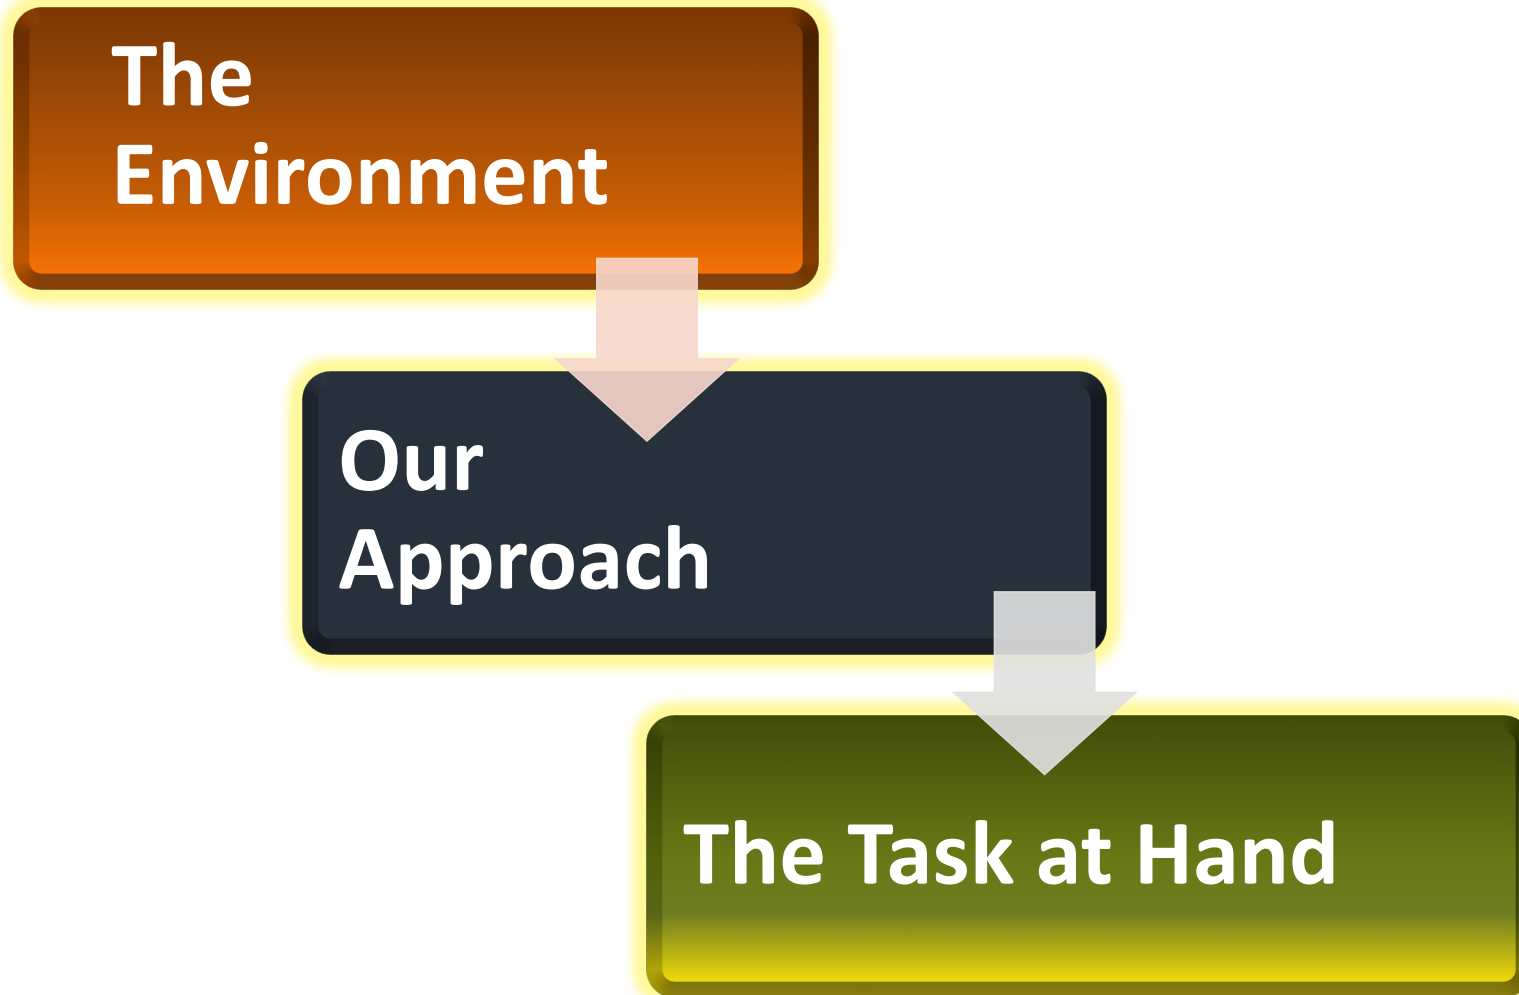 The
Environment
Our
Approach
The Task at Hand